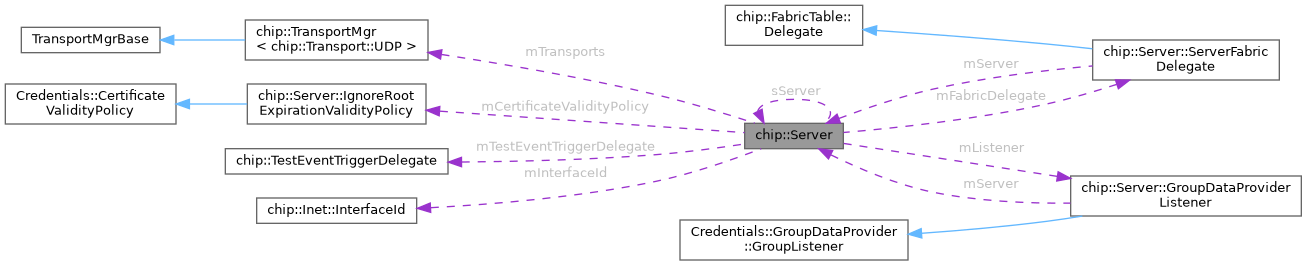 chip::FabricTable::
Delegate
TransportMgrBase
chip::TransportMgr
< chip::Transport::UDP >
mTransports
mServer
chip::Server::ServerFabric
Delegate
Credentials::Certificate
ValidityPolicy
chip::Server::IgnoreRoot
ExpirationValidityPolicy
mCertificateValidityPolicy
sServer
mFabricDelegate
chip::Server
chip::TestEventTriggerDelegate
mTestEventTriggerDelegate
mListener
mInterfaceId
mServer
chip::Server::GroupDataProvider
Listener
chip::Inet::InterfaceId
Credentials::GroupDataProvider
::GroupListener